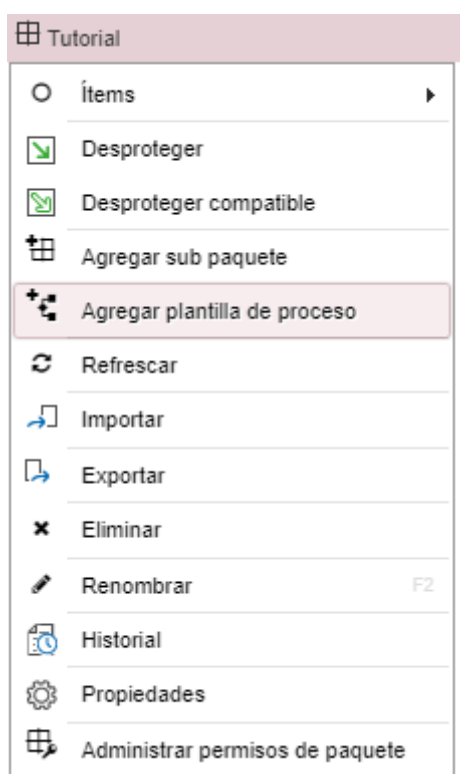 Tutorial
Ítems
Desproteger
Desproteger compatible
Agregar sub paquete
Agregar plantilla de proceso
Refrescar
Importar
Exportar
Eliminar
Renombrar F2
Historial
Propiedades
Administrar permisos de paquete